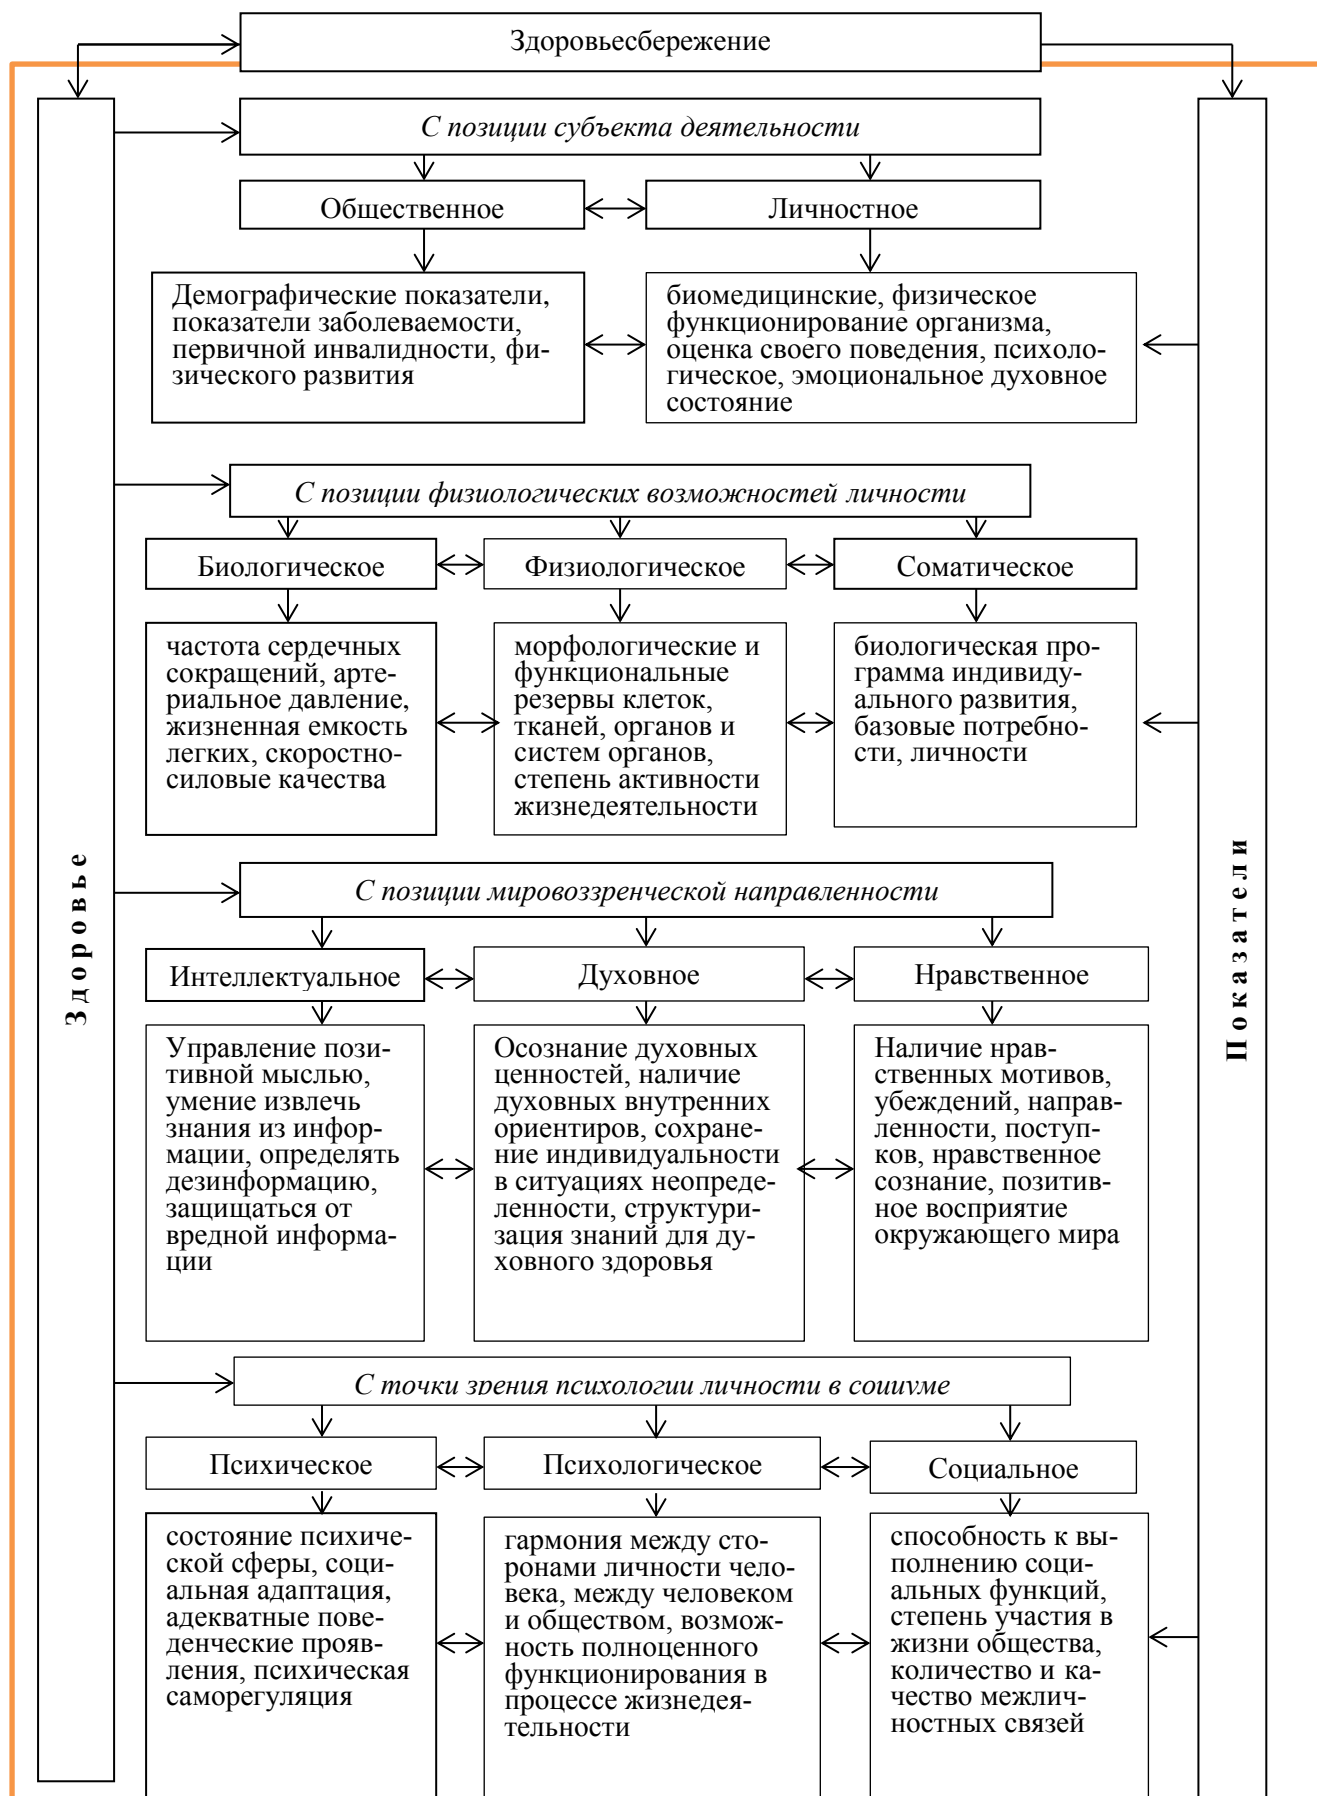 Здоровьесбережение
С позиции субъекта деятельности
Общественное
Личностное
Демографические показатели,
показатели заболеваемости,
первичной инвалидности, фи-
зического развития
биомедицинские, физическое
функционирование организма,
оценка своего поведения, психоло-
гическое, эмоциональное духовное
состояние
С позиции физиологических возможностей личности
Биологическое
Физиологическое
Соматическое
частота сердечных
сокращений, арте-
риальное давление,
жизненная емкость
легких, скоростно-
силовые качества
морфологические и
функциональные
резервы клеток,
тканей, органов и
систем органов,
степень активности
жизнедеятельности
биологическая про-
грамма индивиду-
ального развития,
базовые потребно-
сти, личности
Здоровье
Показатели
С позиции мировоззренческой направленности
Интеллектуальное
Духовное
Нравственное
Управление пози-
тивной мыслью,
умение извлечь
знания из инфор-
мации, определять
дезинформацию,
защищаться от
вредной информа-
ции
Осознание духовных
ценностей, наличие
духовных внутренних
ориентиров, сохране-
ние индивидуальности
в ситуациях неопреде-
ленности, структури-
зация знаний для ду-
ховного здоровья
Наличие нрав-
ственных мотивов,
убеждений, направ-
ленности, поступ-
ков, нравственное
сознание, позитив-
ное восприятие
окружающего мира
С точки зрения психологии личности в социуме
Психическое
Психологическое
Социальное
состояние психиче-
ской сферы, соци-
альная адаптация,
адекватные пове-
денческие прояв-
ления, психическая
саморегуляция
гармония между сто-
ронами личности чело-
века, между человеком
и обществом, возмож-
ность полноценного
функционирования в
процессе жизнедея-
тельности
способность к вы-
полнению соци-
альных функций,
степень участия в
жизни общества,
количество и ка-
чество межлич-
ностных связей